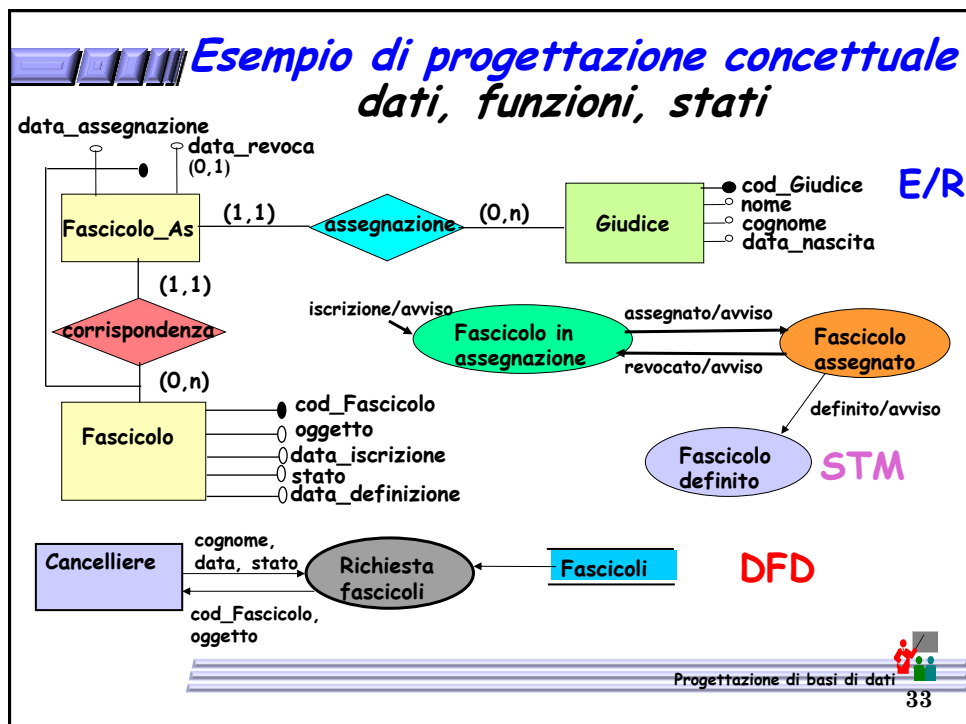 Esempio di progettazione concettuale
dati, funzioni, stati
data_assegnazione
data_revoca
(0,1)
Fascicolo_As
(1,1)
assegnazione
(0,n)
Giudice
cod_Giudice
nome
cognome
data_nascita
E/R
(1,1)
corrispondenza
(0,n)
Fascicolo
cod_Fascicolo
oggetto
data_iscrizione
stato
data_definizione
iscrizione/avviso
Fascicolo in
assegnazione
assegnato/avviso
revocato/avviso
Fascicolo
assegnato
definito/avviso
Fascicolo
definito
STM
Cancelliere
cognome,
data, stato
cod_Fascicolo,
oggetto
Richiesta
fascicoli
Fascicoli
DFD
Progettazione di basi di dati
33